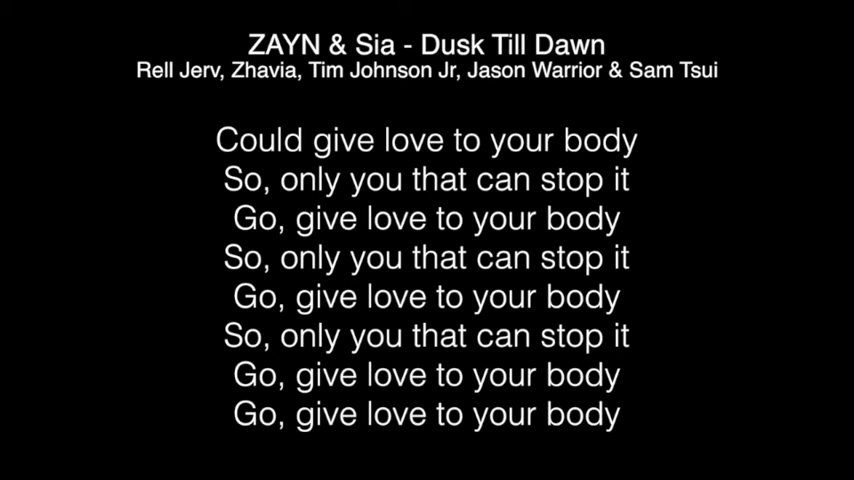 ZAYN & Sia - Dusk Till Dawn
Rell Jerv, Zhavia, Tim Johnson Jr, Jason Warrior & Sam Tsui
Could give love to your body
So, only you that can stop it
Go, give love to your body
So, only you that can stop it
Go, give love to your body
So, only you that can stop it
Go, give love to your body
Go, give love to your body